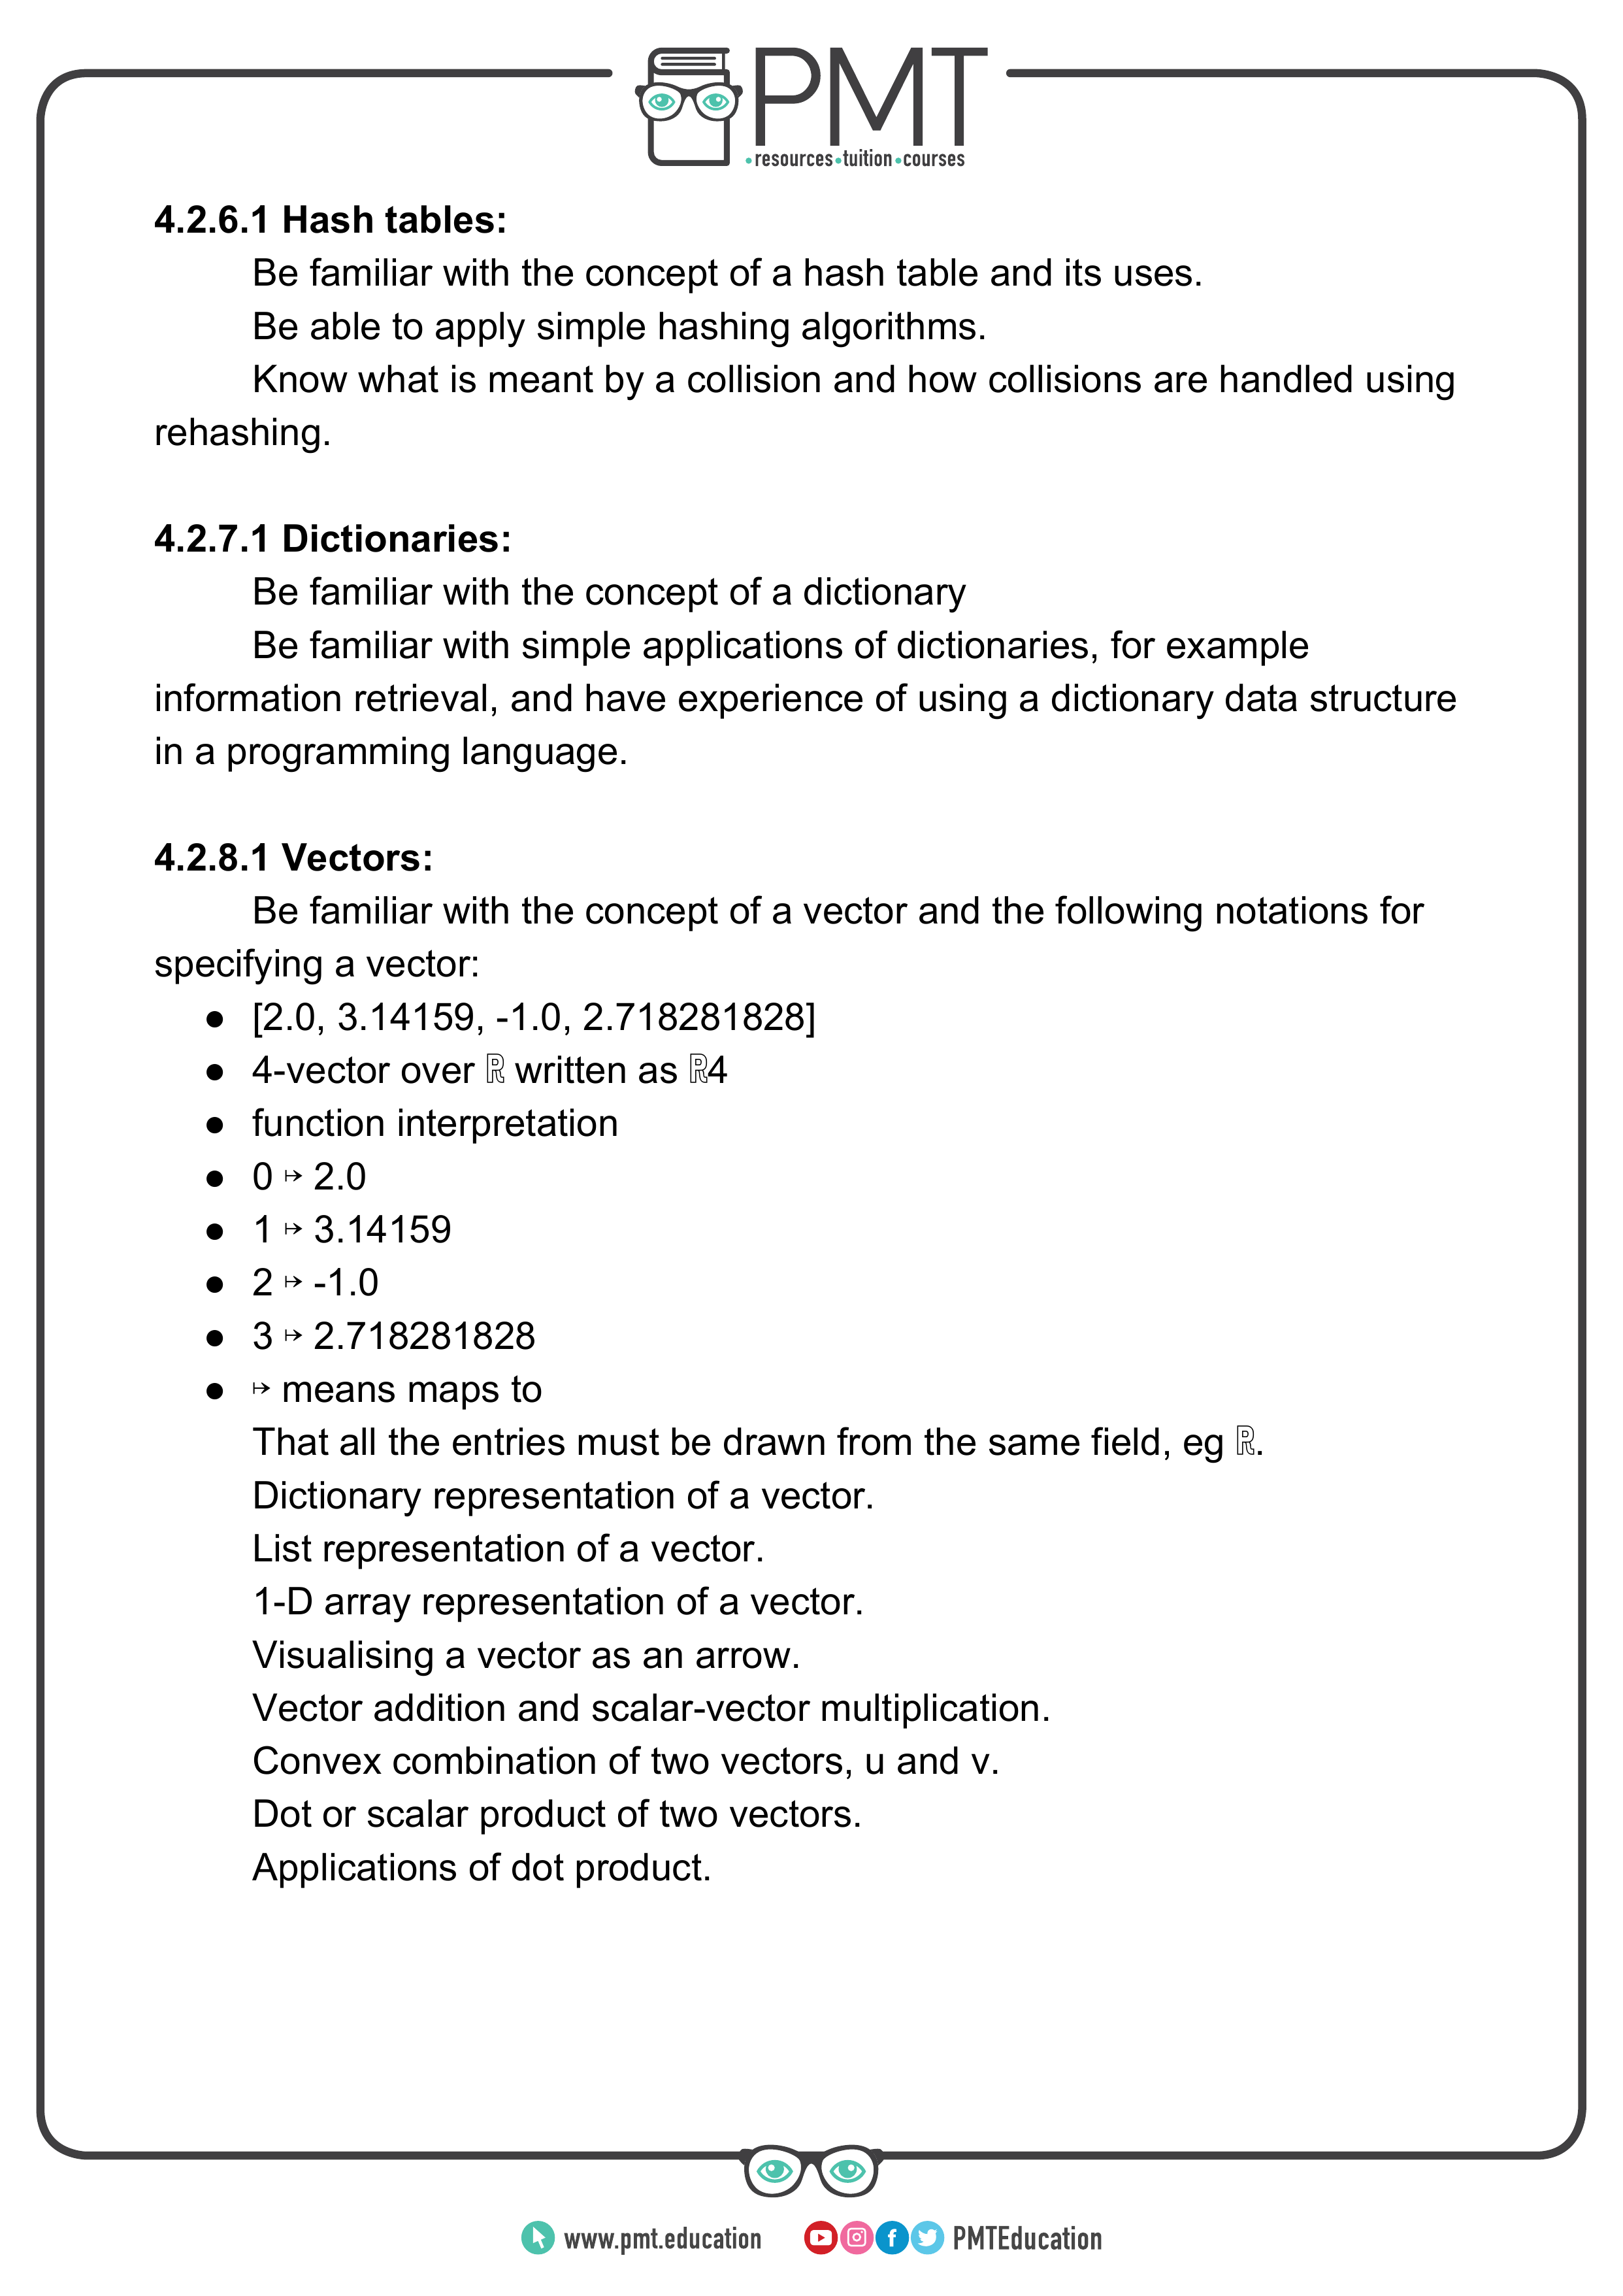 PMT
•resources•tuition•courses
4.2.6.1 Hash tables:
Be familiar with the concept of a hash table and its uses.
Be able to apply simple hashing algorithms.
Know what is meant by a collision and how collisions are handled using
rehashing.
4.2.7.1 Dictionaries:
Be familiar with the concept of a dictionary
Be familiar with simple applications of dictionaries, for example
information retrieval, and have experience of using a dictionary data structure
in a programming language.
4.2.8.1 Vectors:
Be familiar with the concept of a vector and the following notations for
specifying a vector:
● [2.0, 3.14159, -1.0, 2.718281828]
● 4-vector over ℝ written as ℝ4
● function interpretation
● 0 ↦ 2.0
● 1 ↦ 3.14159
● 2 ↦ -1.0
● 3 ↦ 2.718281828
● ↦ means maps to
That all the entries must be drawn from the same field, eg ℝ.
Dictionary representation of a vector.
List representation of a vector.
1-D array representation of a vector.
Visualising a vector as an arrow.
Vector addition and scalar-vector multiplication.
Convex combination of two vectors, u and v.
Dot or scalar product of two vectors.
Applications of dot product.
www.pmt.education PMTEducation